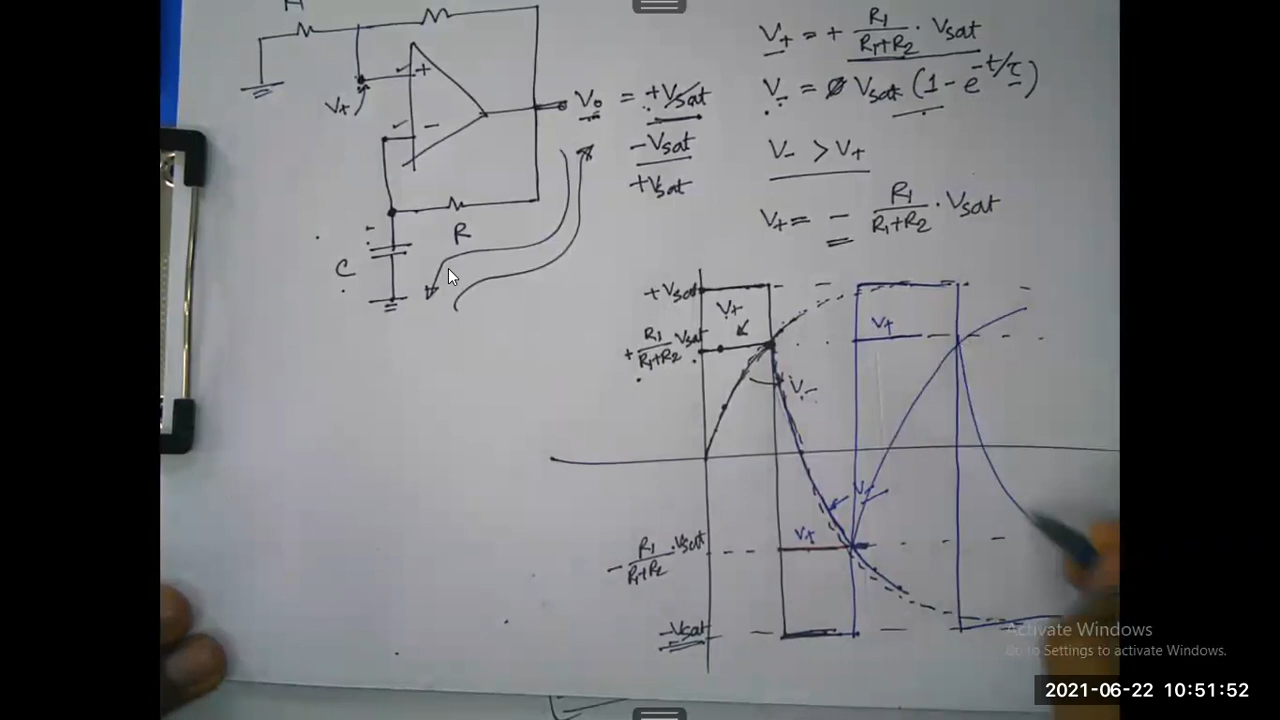 V+ = + R1/R1+R2 · Vsat
V- = Vsat (1 - e^-t/τ)
V- > V+
V+ = - R1/R1+R2 · Vsat
+
V+
-
Vo = +Vsat
-Vsat
+Vsat
R
C
+Vsat
V+
+ R1/R1+R2 Vsat
V-
V+
V-
V+
- R1/R1+R2 · Vsat
-Vsat
Activate Windows
Go to Settings to activate Windows.
2021-06-22 10:51:52